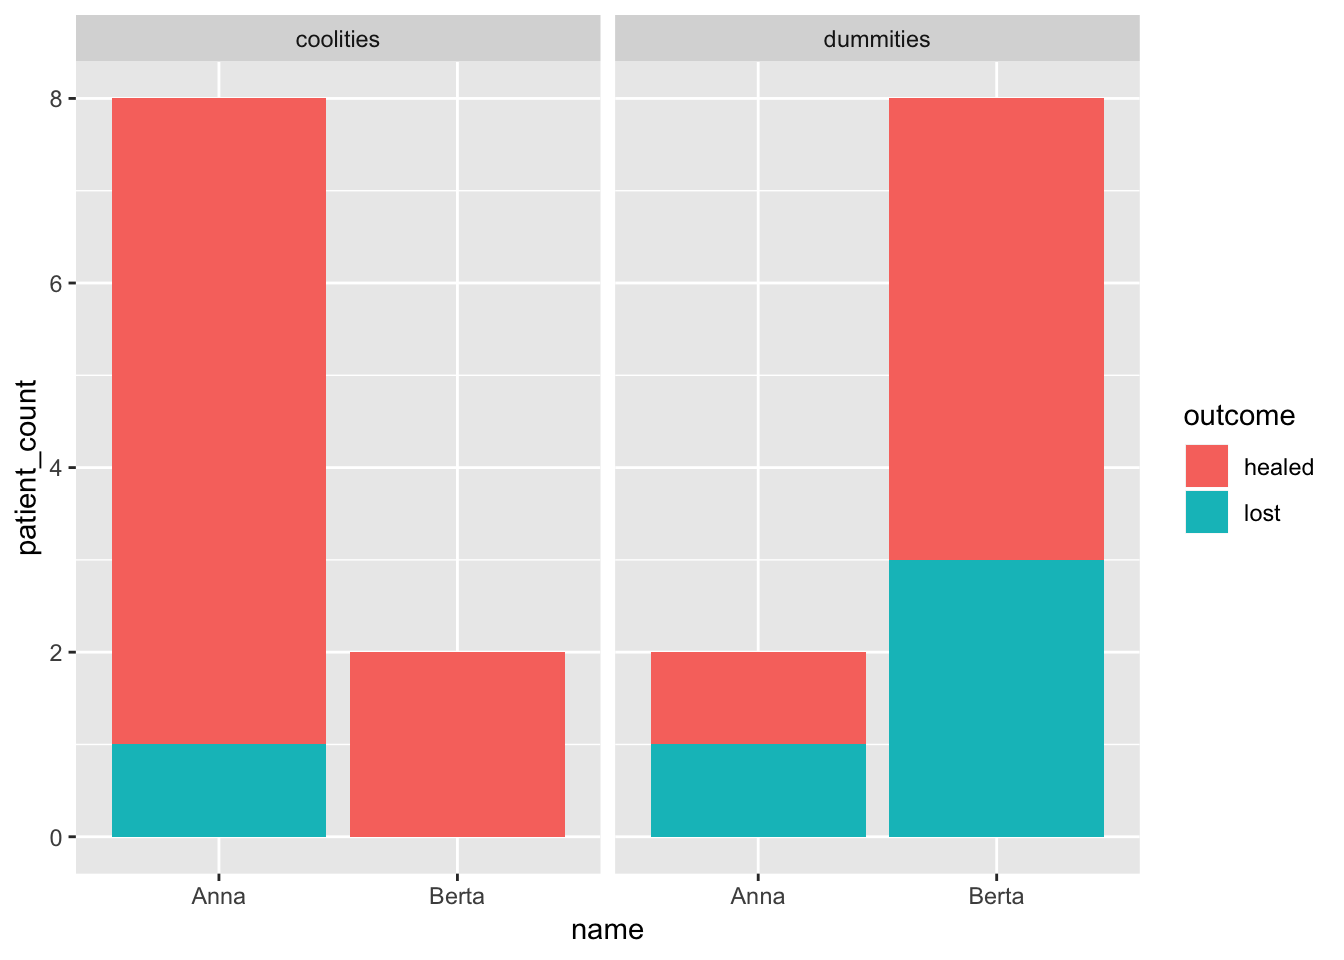 coolities
dummities
8
6
4
2
0
patient_count
Anna
Berta
Anna
Berta
name
outcome
healed
lost